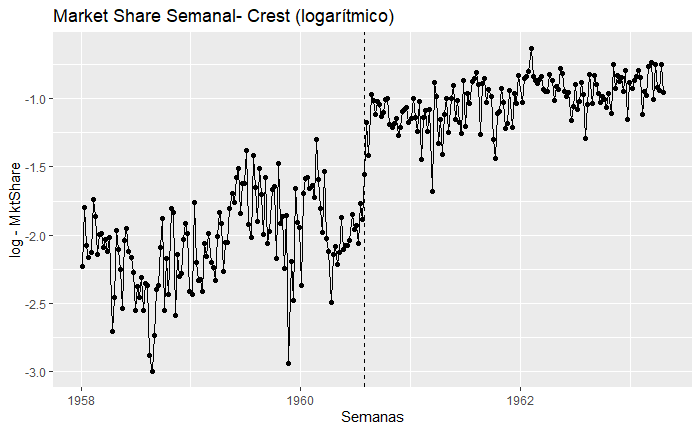 Market Share Semanal- Crest (logarítmico)
log - MktShare
-1.0
-1.5
-2.0
-2.5
-3.0
1958
1960
1962
Semanas